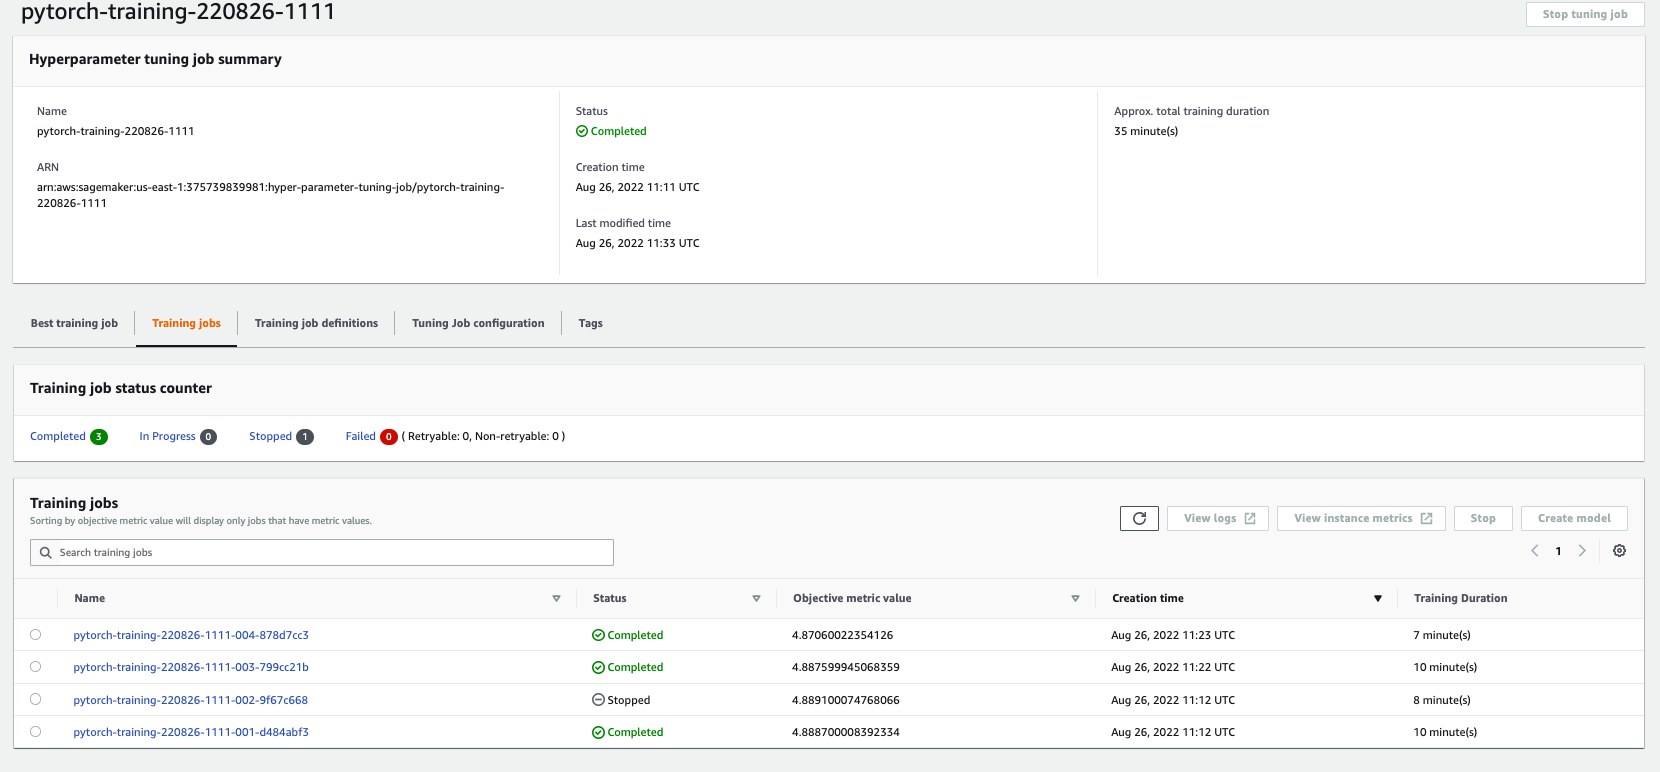 pytorch-training-220826-1111
Stop tuning job
Hyperparameter tuning job summary
Name
pytorch-training-220826-1111
ARN
arn:aws:sagemaker:us-east-1:375739839981:hyper-parameter-tuning-job/pytorch-training-
220826-1111
Status
Completed
Creation time
Aug 26, 2022 11:11 UTC
Last modified time
Aug 26, 2022 11:33 UTC
Approx. total training duration
35 minute(s)
Best training job Training jobs Training job definitions Tuning Job configuration Tags
Training job status counter
Completed 3 In Progress 0 Stopped 1 Failed 0 ( Retryable: 0, Non-retryable: 0 )
Training jobs
Sorting by objective metric value will display only jobs that have metric values.
View logs View instance metrics Stop Create model
Search training jobs
1
Name Status Objective metric value Creation time Training Duration
pytorch-training-220826-1111-004-878d7cc3 Completed 4.87060022354126 Aug 26, 2022 11:23 UTC 7 minute(s)
pytorch-training-220826-1111-003-799cc21b Completed 4.887599945068359 Aug 26, 2022 11:22 UTC 10 minute(s)
pytorch-training-220826-1111-002-9f67c668 Stopped 4.889100074768066 Aug 26, 2022 11:12 UTC 8 minute(s)
pytorch-training-220826-1111-001-d484abf3 Completed 4.888700008392334 Aug 26, 2022 11:12 UTC 10 minute(s)